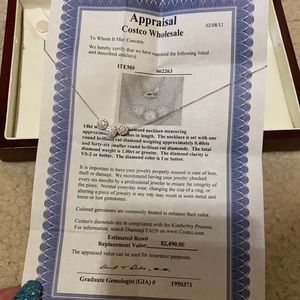 Appraisal
Costco Wholesale
02/08/13
To Whom It May Concern:
We hereby certify that we have examined the following listed
and described article(s)
ITEM#
662263
14kt diamond necklace measuring
inches in length. The necklace is set with one
round brilliant cut diamond weighing approximately 0.40cts
and forty-six smaller round brilliant cut diamonds. The total
diamond weight is 1.00ct or greater. The diamond clarity is
VS-2 or better. The diamond color is I or better.
It is important to have your jewelry properly insured in case of loss,
theft or damage. We highly recommend having your jewelry checked
every six months by a professional jeweler to ensure the integrity of
the piece. Normal everyday wear, changing the size of a ring, or
altering a piece of jewelry in any way may result in worn metal and
loose or lost gemstones.
Colored gemstones are commonly treated to enhance their color.
Costco's diamonds are in compliance with the Kimberley Process.
For information, search Diamond FAQS on www.Costco.com.
Estimated Retail
Replacement Value: $2,490.00
The appraisal value can be used for insurance purposes.
Graduate Gemologist (GIA) # 1950371